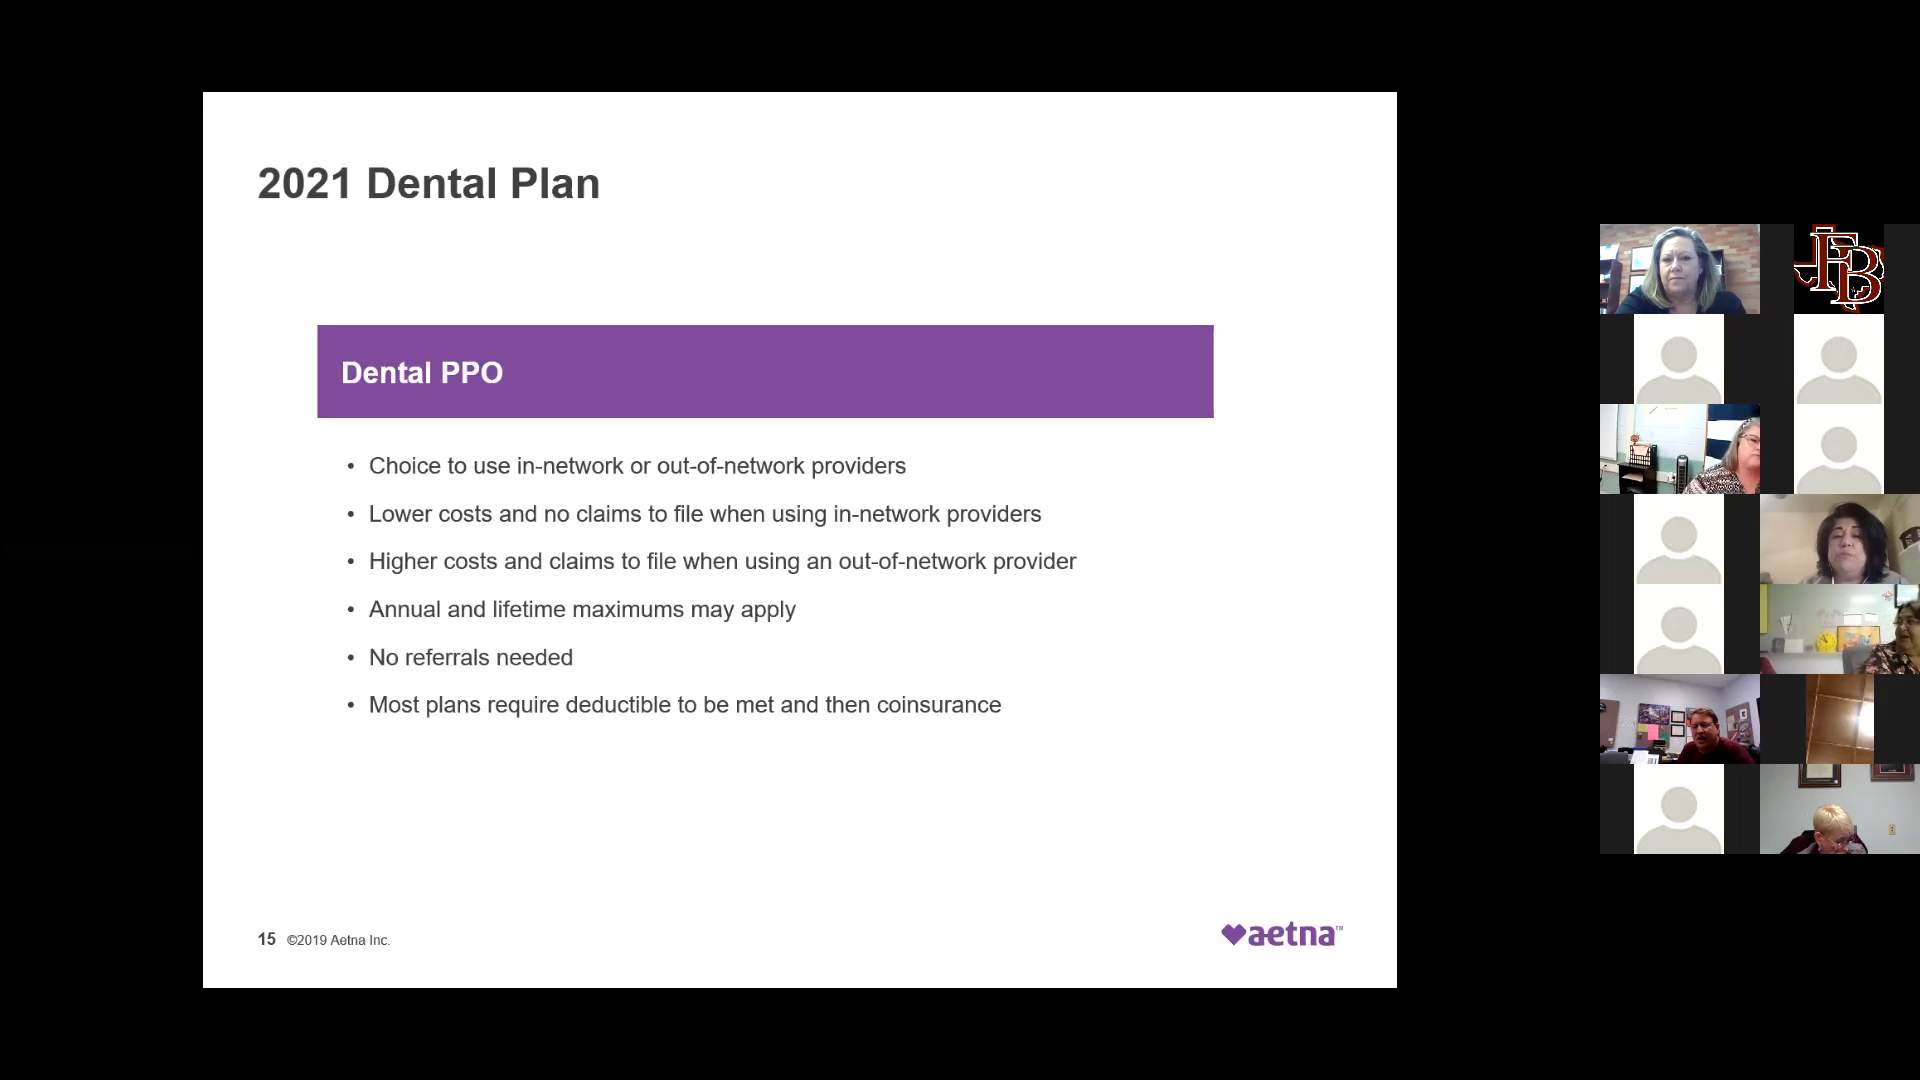 2021 Dental Plan
Dental PPO
• Choice to use in-network or out-of-network providers
• Lower costs and no claims to file when using in-network providers
• Higher costs and claims to file when using an out-of-network provider
• Annual and lifetime maximums may apply
• No referrals needed
• Most plans require deductible to be met and then coinsurance
15 ©2019 Aetna Inc.
aetna™
FB